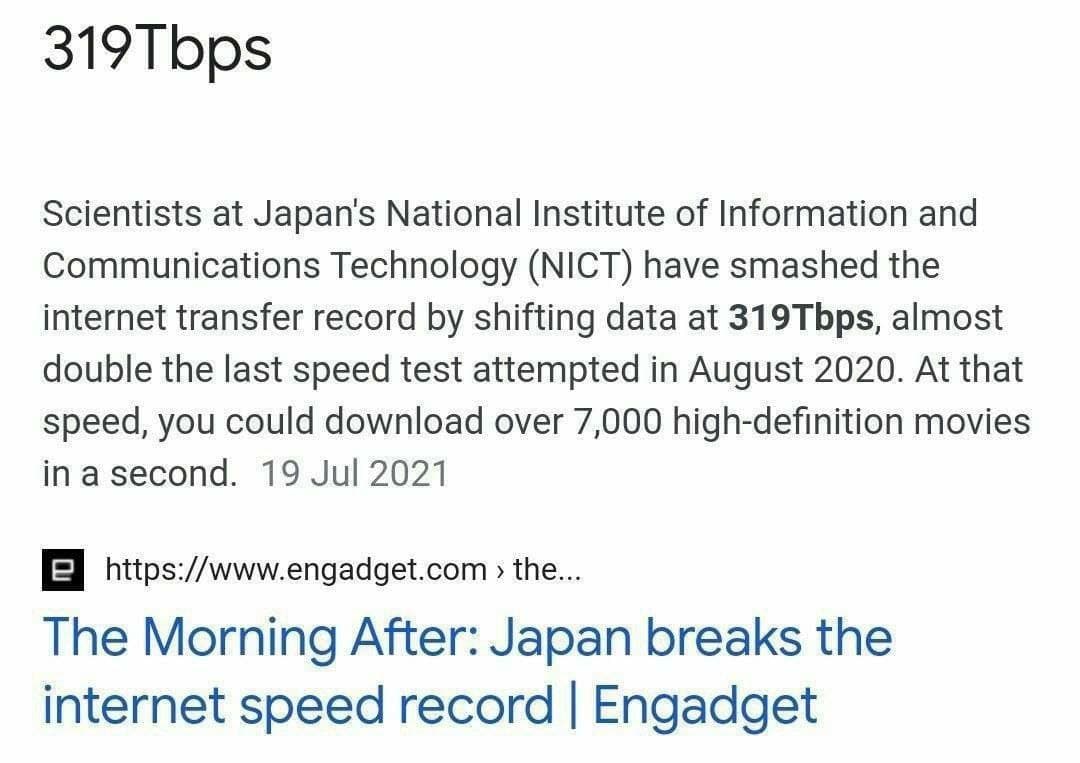 319Tbps
Scientists at Japan's National Institute of Information and
Communications Technology (NICT) have smashed the
internet transfer record by shifting data at 319Tbps, almost
double the last speed test attempted in August 2020. At that
speed, you could download over 7,000 high-definition movies
in a second. 19 Jul 2021
e https://www.engadget.com › the...
The Morning After: Japan breaks the
internet speed record | Engadget